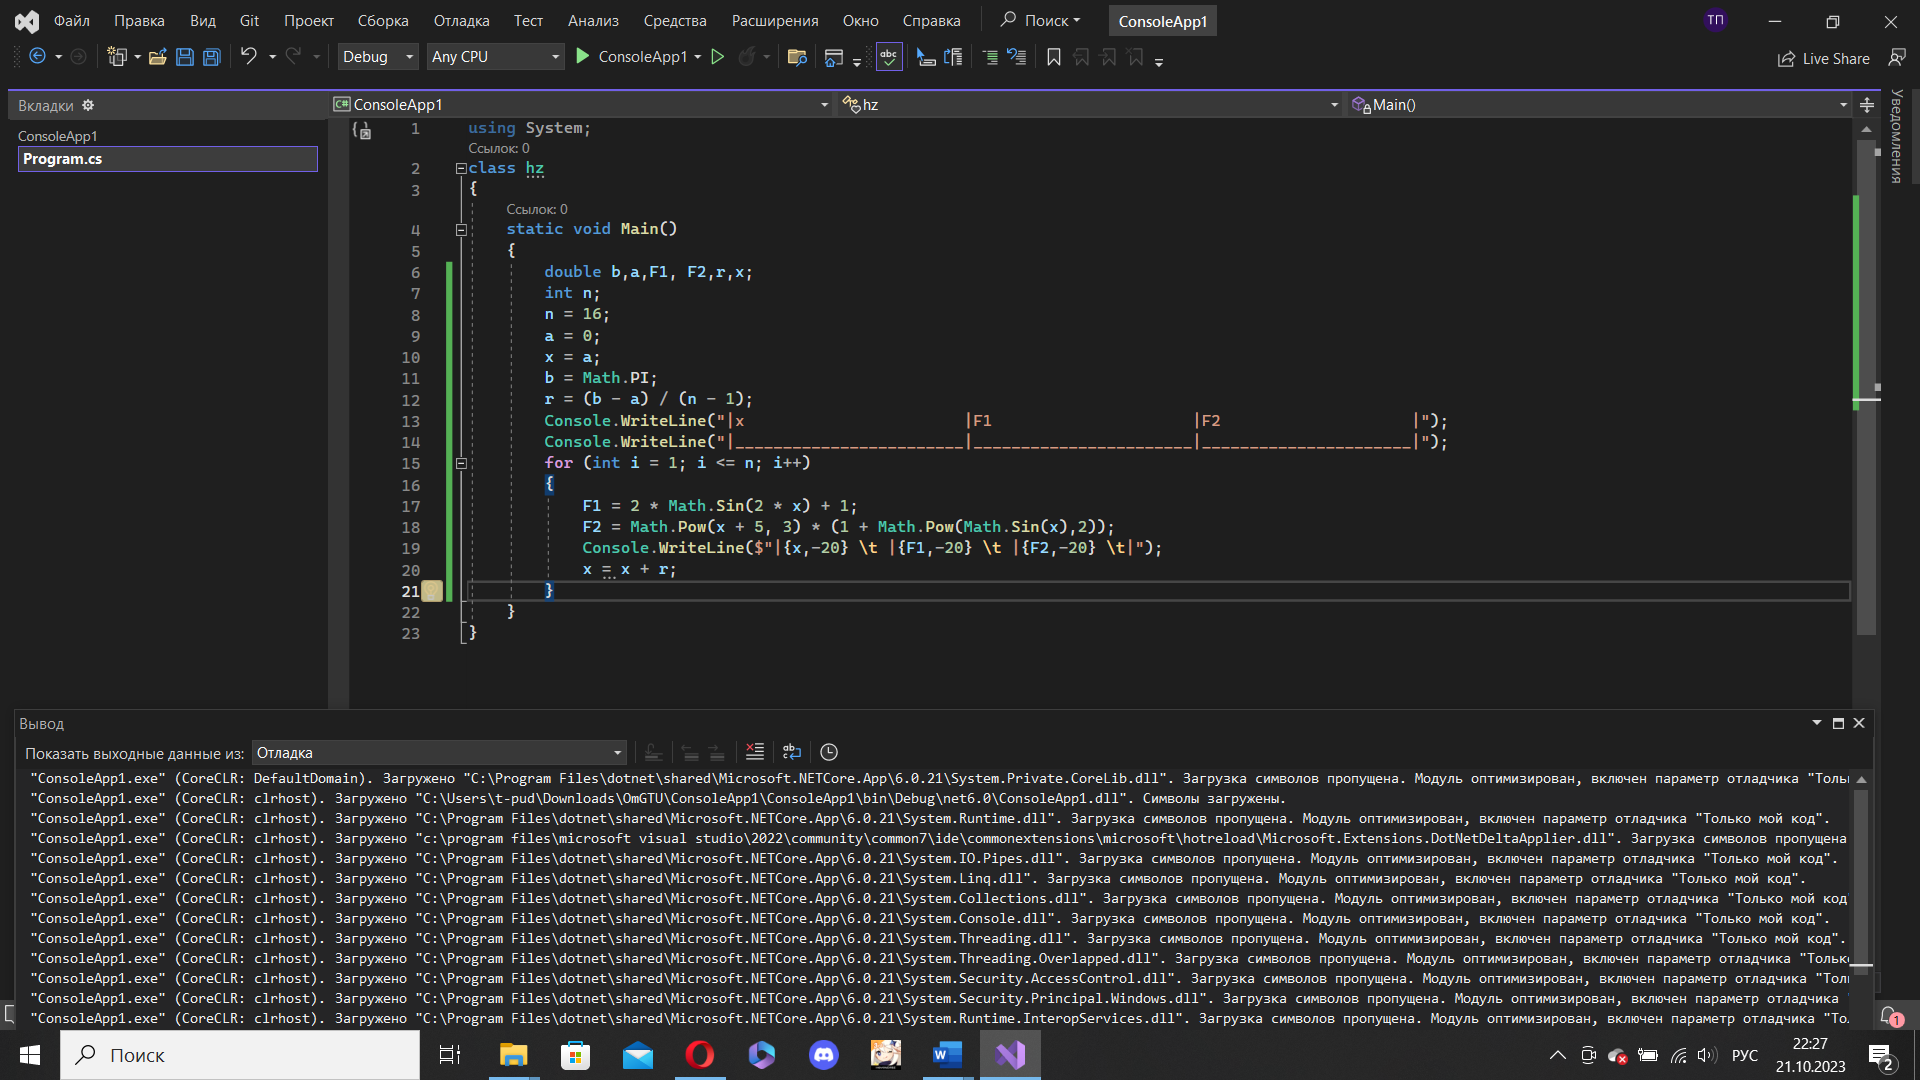 Файл Правка Вид Git Проект Сборка Отладка Тест Анализ Средства Расширения Окно Справка Поиск ConsoleApp1 ТП
Debug Any CPU ConsoleApp1 abc Live Share
Вкладки
ConsoleApp1
Program.cs
ConsoleApp1 hz Main()
Уведомления
1 using System;
Ссылок: 0
2 class hz
3 {
Ссылок: 0
4 static void Main()
5 {
6 double b,a,F1, F2,r,x;
7 int n;
8 n = 16;
9 a = 0;
10 x = a;
11 b = Math.PI;
12 r = (b - a) / (n - 1);
13 Console.WriteLine("|x                       |F1                     |F2                    |");
14 Console.WriteLine("|________________________|_______________________|______________________|");
15 for (int i = 1; i <= n; i++)
16 {
17 F1 = 2 * Math.Sin(2 * x) + 1;
18 F2 = Math.Pow(x + 5, 3) * (1 + Math.Pow(Math.Sin(x),2));
19 Console.WriteLine($"|{x,-20} \t |{F1,-20} \t |{F2,-20} \t|");
20 x = x + r;
21 }
22 }
23 }
Вывод
Показать выходные данные из: Отладка
"ConsoleApp1.exe" (CoreCLR: DefaultDomain). Загружено "C:\Program Files\dotnet\shared\Microsoft.NETCore.App\6.0.21\System.Private.CoreLib.dll". Загрузка символов пропущена. Модуль оптимизирован, включен параметр отладчика "Тольк
"ConsoleApp1.exe" (CoreCLR: clrhost). Загружено "C:\Users\t-pud\Downloads\OmGTU\ConsoleApp1\ConsoleApp1\bin\Debug\net6.0\ConsoleApp1.dll". Символы загружены.
"ConsoleApp1.exe" (CoreCLR: clrhost). Загружено "C:\Program Files\dotnet\shared\Microsoft.NETCore.App\6.0.21\System.Runtime.dll". Загрузка символов пропущена. Модуль оптимизирован, включен параметр отладчика "Только мой код".
"ConsoleApp1.exe" (CoreCLR: clrhost). Загружено "c:\program files\microsoft visual studio\2022\community\common7\ide\commonextensions\microsoft\hotreload\Microsoft.Extensions.DotNetDeltaApplier.dll". Загрузка символов пропущена
"ConsoleApp1.exe" (CoreCLR: clrhost). Загружено "C:\Program Files\dotnet\shared\Microsoft.NETCore.App\6.0.21\System.IO.Pipes.dll". Загрузка символов пропущена. Модуль оптимизирован, включен параметр отладчика "Только мой код".
"ConsoleApp1.exe" (CoreCLR: clrhost). Загружено "C:\Program Files\dotnet\shared\Microsoft.NETCore.App\6.0.21\System.Linq.dll". Загрузка символов пропущена. Модуль оптимизирован, включен параметр отладчика "Только мой код".
"ConsoleApp1.exe" (CoreCLR: clrhost). Загружено "C:\Program Files\dotnet\shared\Microsoft.NETCore.App\6.0.21\System.Collections.dll". Загрузка символов пропущена. Модуль оптимизирован, включен параметр отладчика "Только мой код"
"ConsoleApp1.exe" (CoreCLR: clrhost). Загружено "C:\Program Files\dotnet\shared\Microsoft.NETCore.App\6.0.21\System.Console.dll". Загрузка символов пропущена. Модуль оптимизирован, включен параметр отладчика "Только мой код".
"ConsoleApp1.exe" (CoreCLR: clrhost). Загружено "C:\Program Files\dotnet\shared\Microsoft.NETCore.App\6.0.21\System.Threading.dll". Загрузка символов пропущена. Модуль оптимизирован, включен параметр отладчика "Только мой код".
"ConsoleApp1.exe" (CoreCLR: clrhost). Загружено "C:\Program Files\dotnet\shared\Microsoft.NETCore.App\6.0.21\System.Threading.Overlapped.dll". Загрузка символов пропущена. Модуль оптимизирован, включен параметр отладчика "Только
"ConsoleApp1.exe" (CoreCLR: clrhost). Загружено "C:\Program Files\dotnet\shared\Microsoft.NETCore.App\6.0.21\System.Security.AccessControl.dll". Загрузка символов пропущена. Модуль оптимизирован, включен параметр отладчика "Тол
"ConsoleApp1.exe" (CoreCLR: clrhost). Загружено "C:\Program Files\dotnet\shared\Microsoft.NETCore.App\6.0.21\System.Security.Principal.Windows.dll". Загрузка символов пропущена. Модуль оптимизирован, включен параметр отладчика "
"ConsoleApp1.exe" (CoreCLR: clrhost). Загружено "C:\Program Files\dotnet\shared\Microsoft.NETCore.App\6.0.21\System.Runtime.InteropServices.dll". Загрузка символов пропущена. Модуль оптимизирован, включен параметр отладчика "То
1
Поиск РУС 22:27
21.10.2023 2